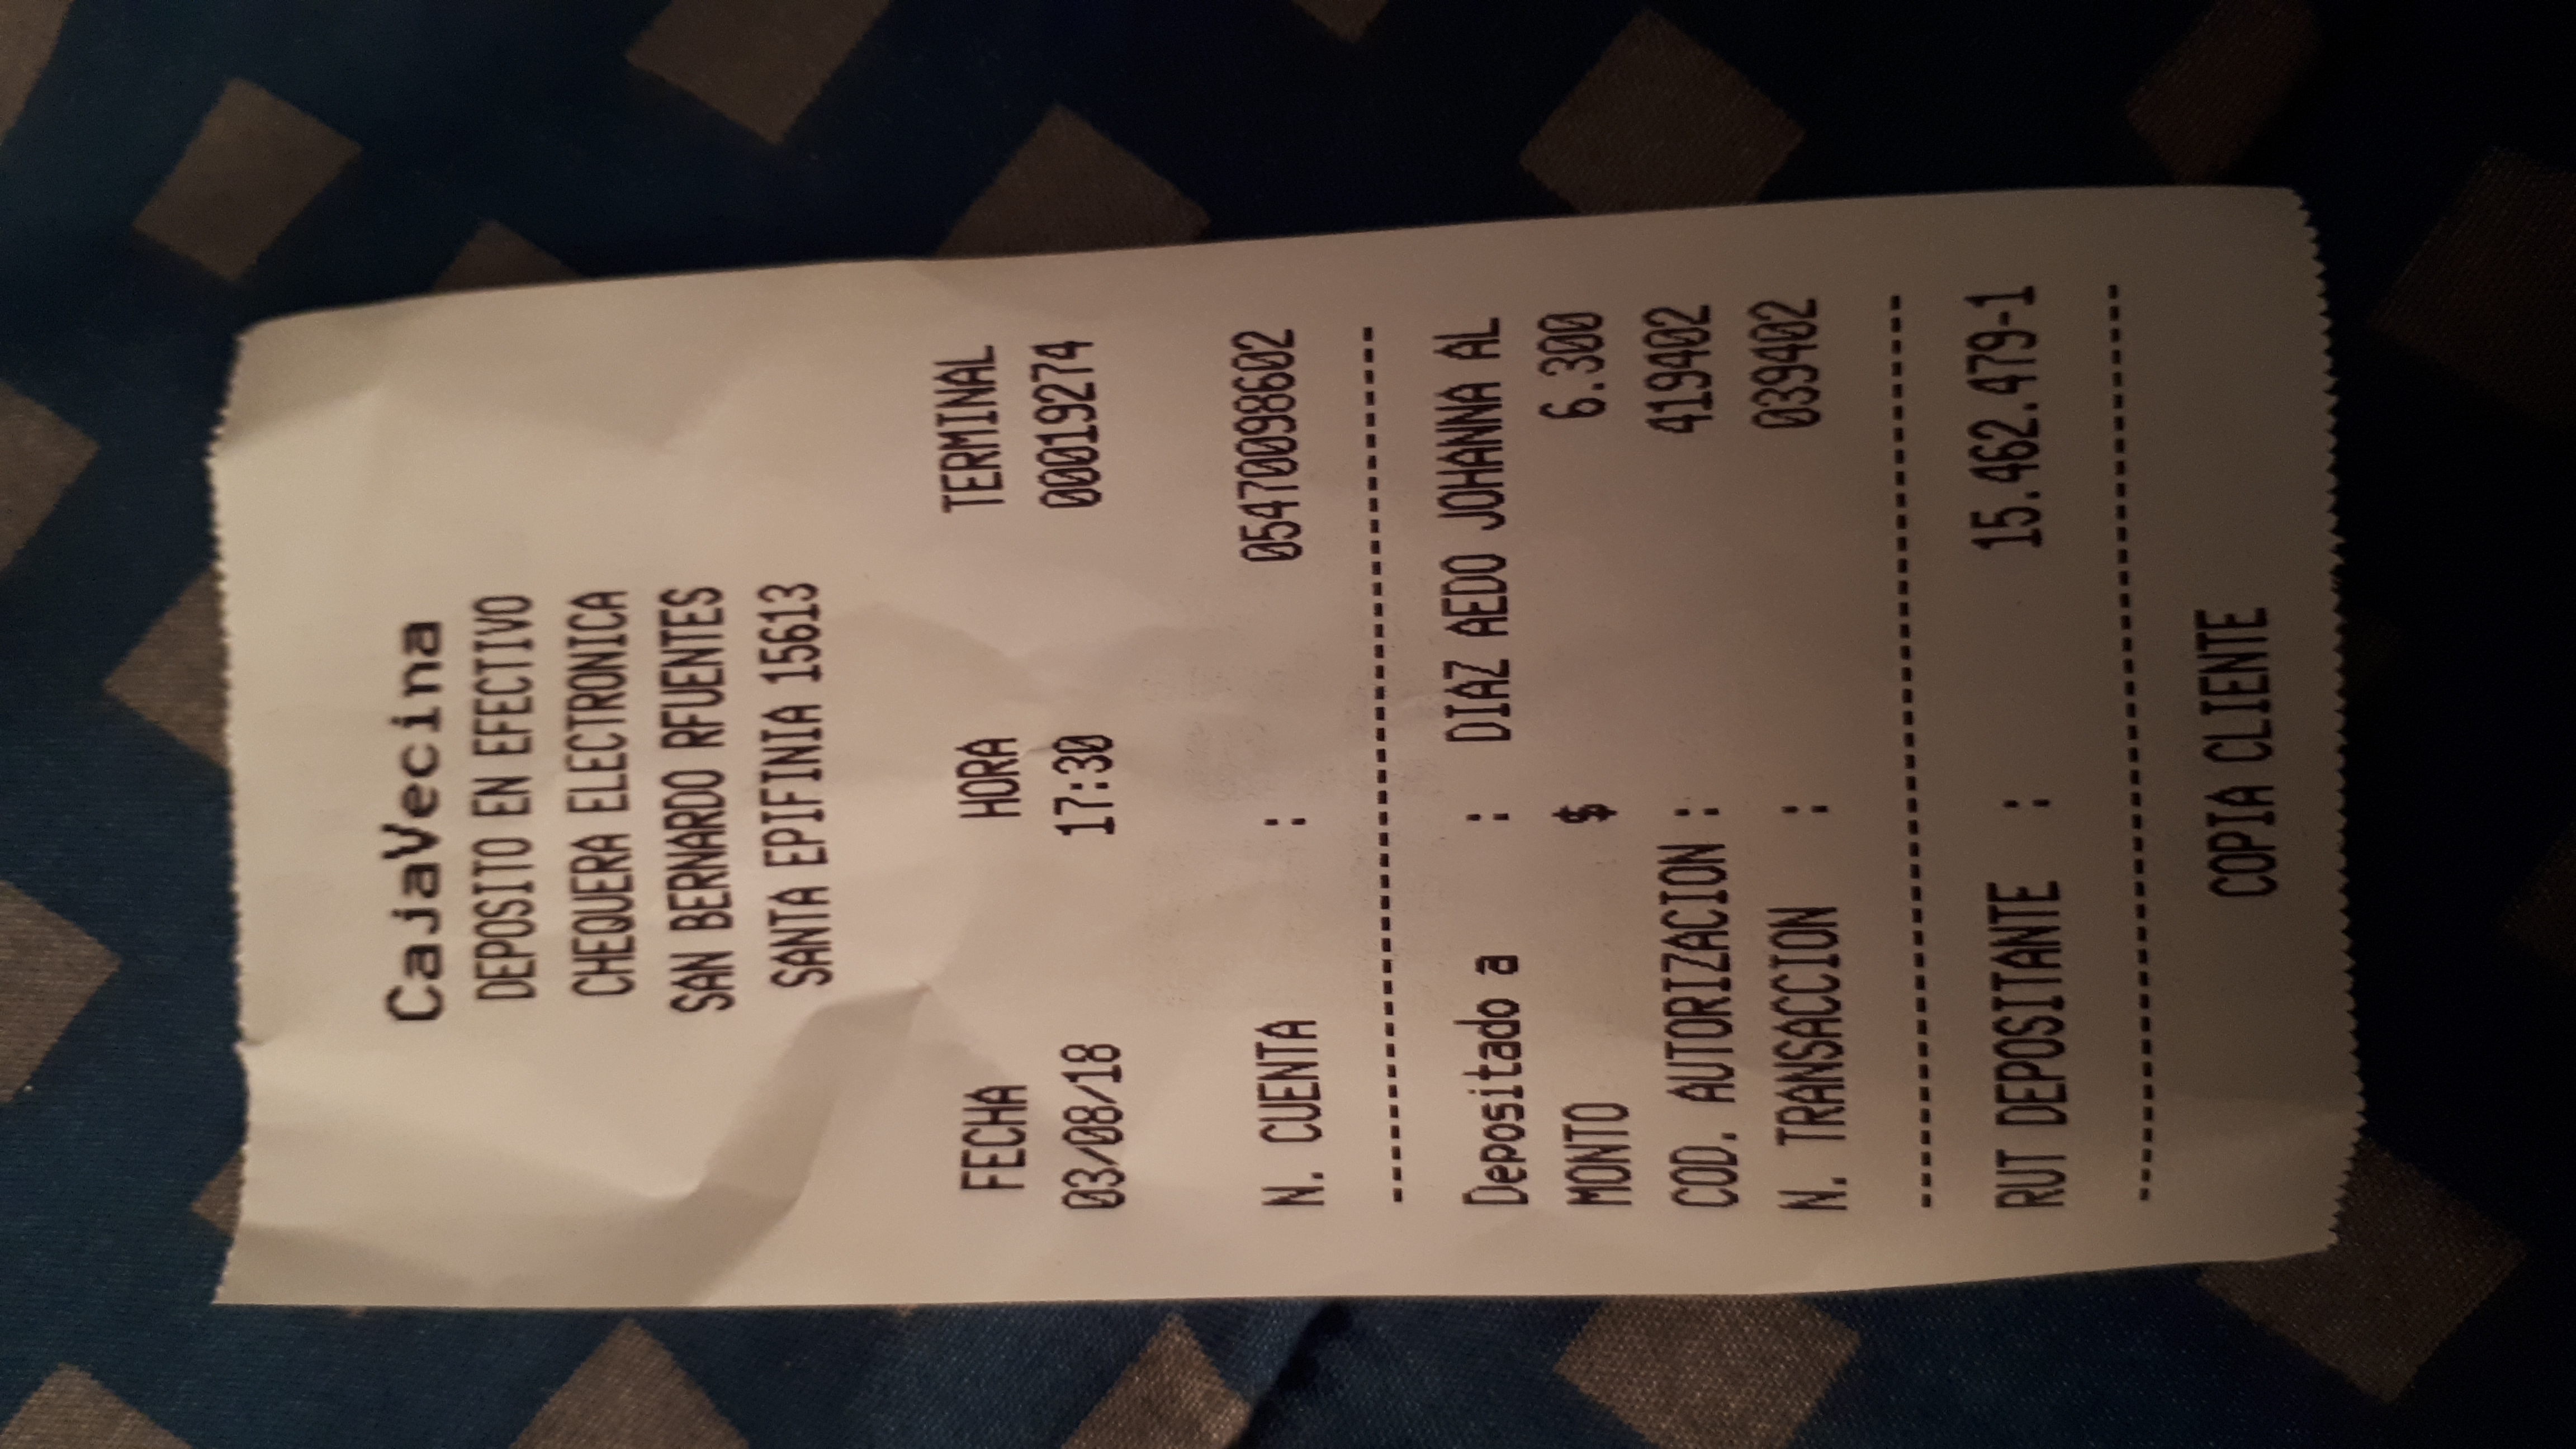 CajaVecina
DEPOSITO EN EFECTIVO
CHEQUERA ELECTRONICA
SAN BERNARDO RFUENTES
SANTA EPIFINIA 15613
FECHA HORA TERMINAL
03/08/18 17:30 00019274
N. CUENTA : 05470098602
----------------------------------------
Depositado a : DIAZ AEDO JOHANNA AL
MONTO $ 6.300
COD. AUTORIZACION : 419402
N. TRANSACCION : 039402
----------------------------------------
RUT DEPOSITANTE : 15.462.479-1
----------------------------------------
COPIA CLIENTE